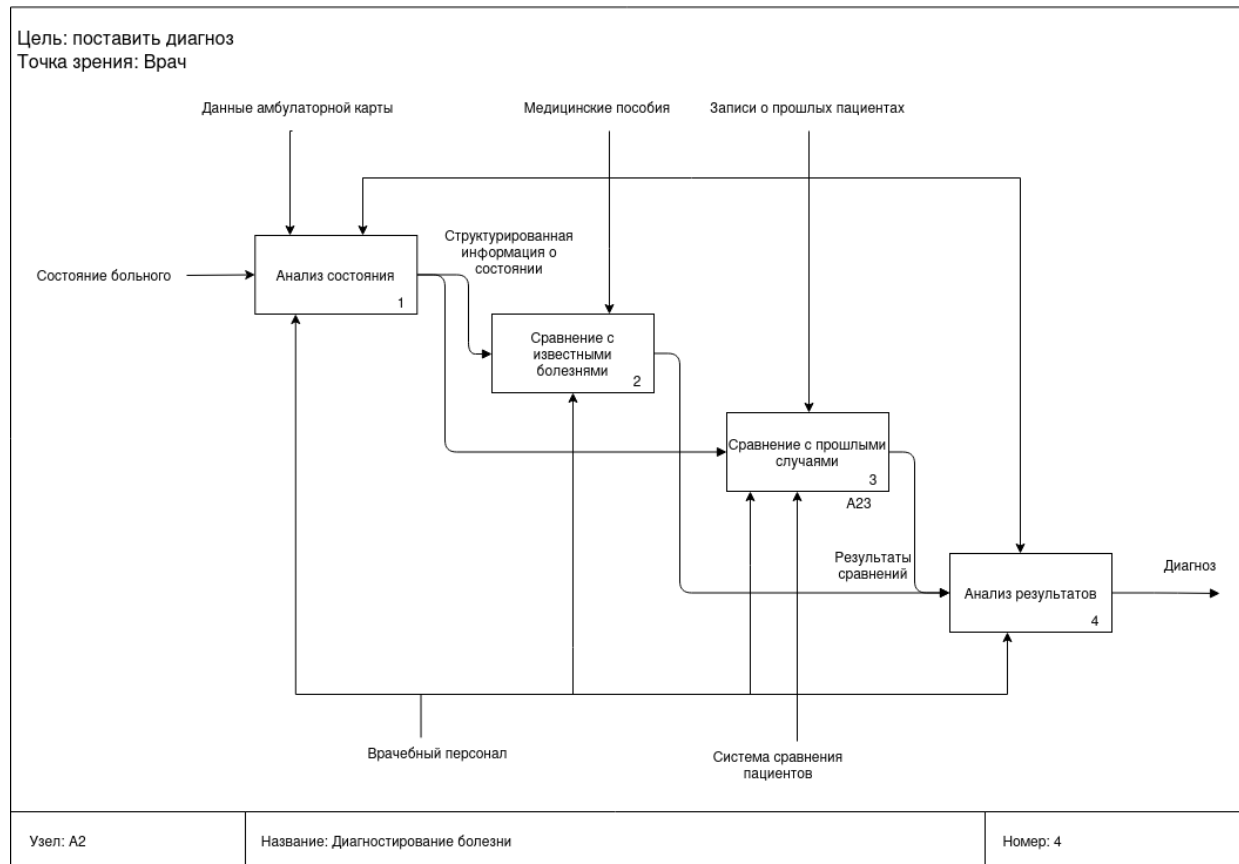 Цель: поставить диагноз
Точка зрения: Врач
Данные амбулаторной карты
Медицинские пособия
Записи о прошлых пациентах
Структурированная
информация о
состоянии
Состояние больного
Анализ состояния
1
Сравнение с
известными
болезнями
2
Сравнение с прошлыми
случаями
3
A23
Результаты
сравнений
Анализ результатов
4
Диагноз
Врачебный персонал
Система сравнения
пациентов
Узел: A2
Название: Диагностирование болезни
Номер: 4